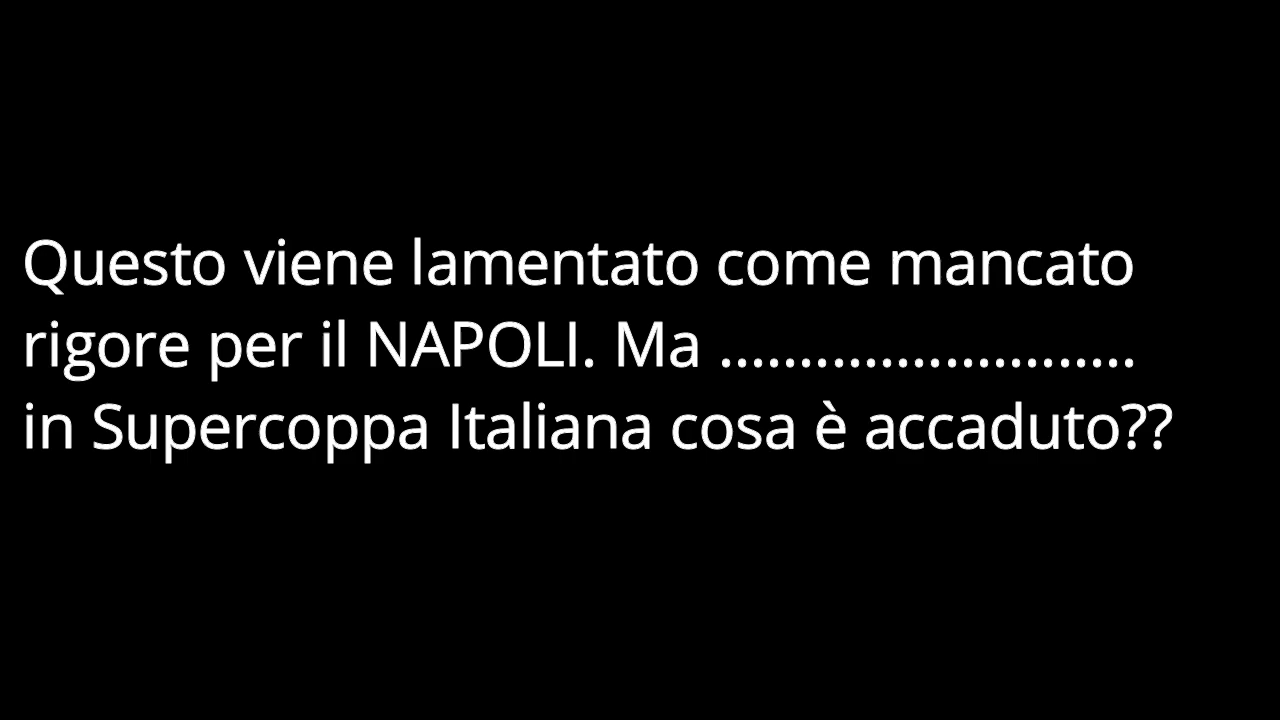 Questo viene lamentato come mancato
rigore per il NAPOLI. Ma ..........................
in Supercoppa Italiana cosa è accaduto??